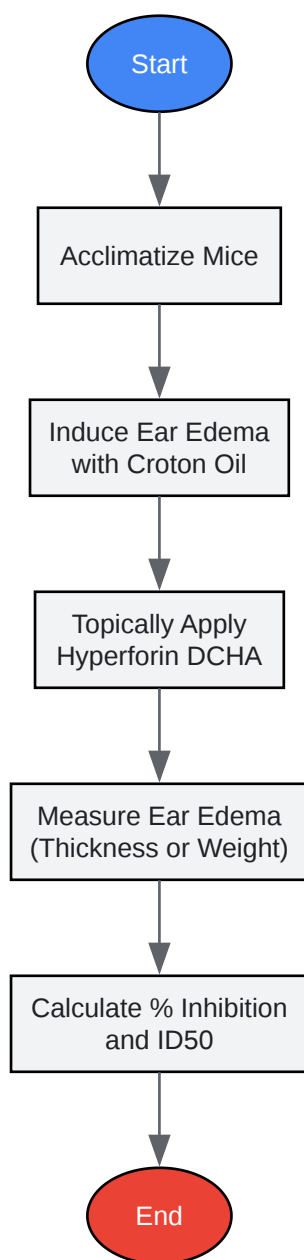 Start
Acclimatize Mice
Induce Ear Edema
with Croton Oil
Topically Apply
Hyperforin DCHA
Measure Ear Edema
(Thickness or Weight)
Calculate % Inhibition
and ID50
End